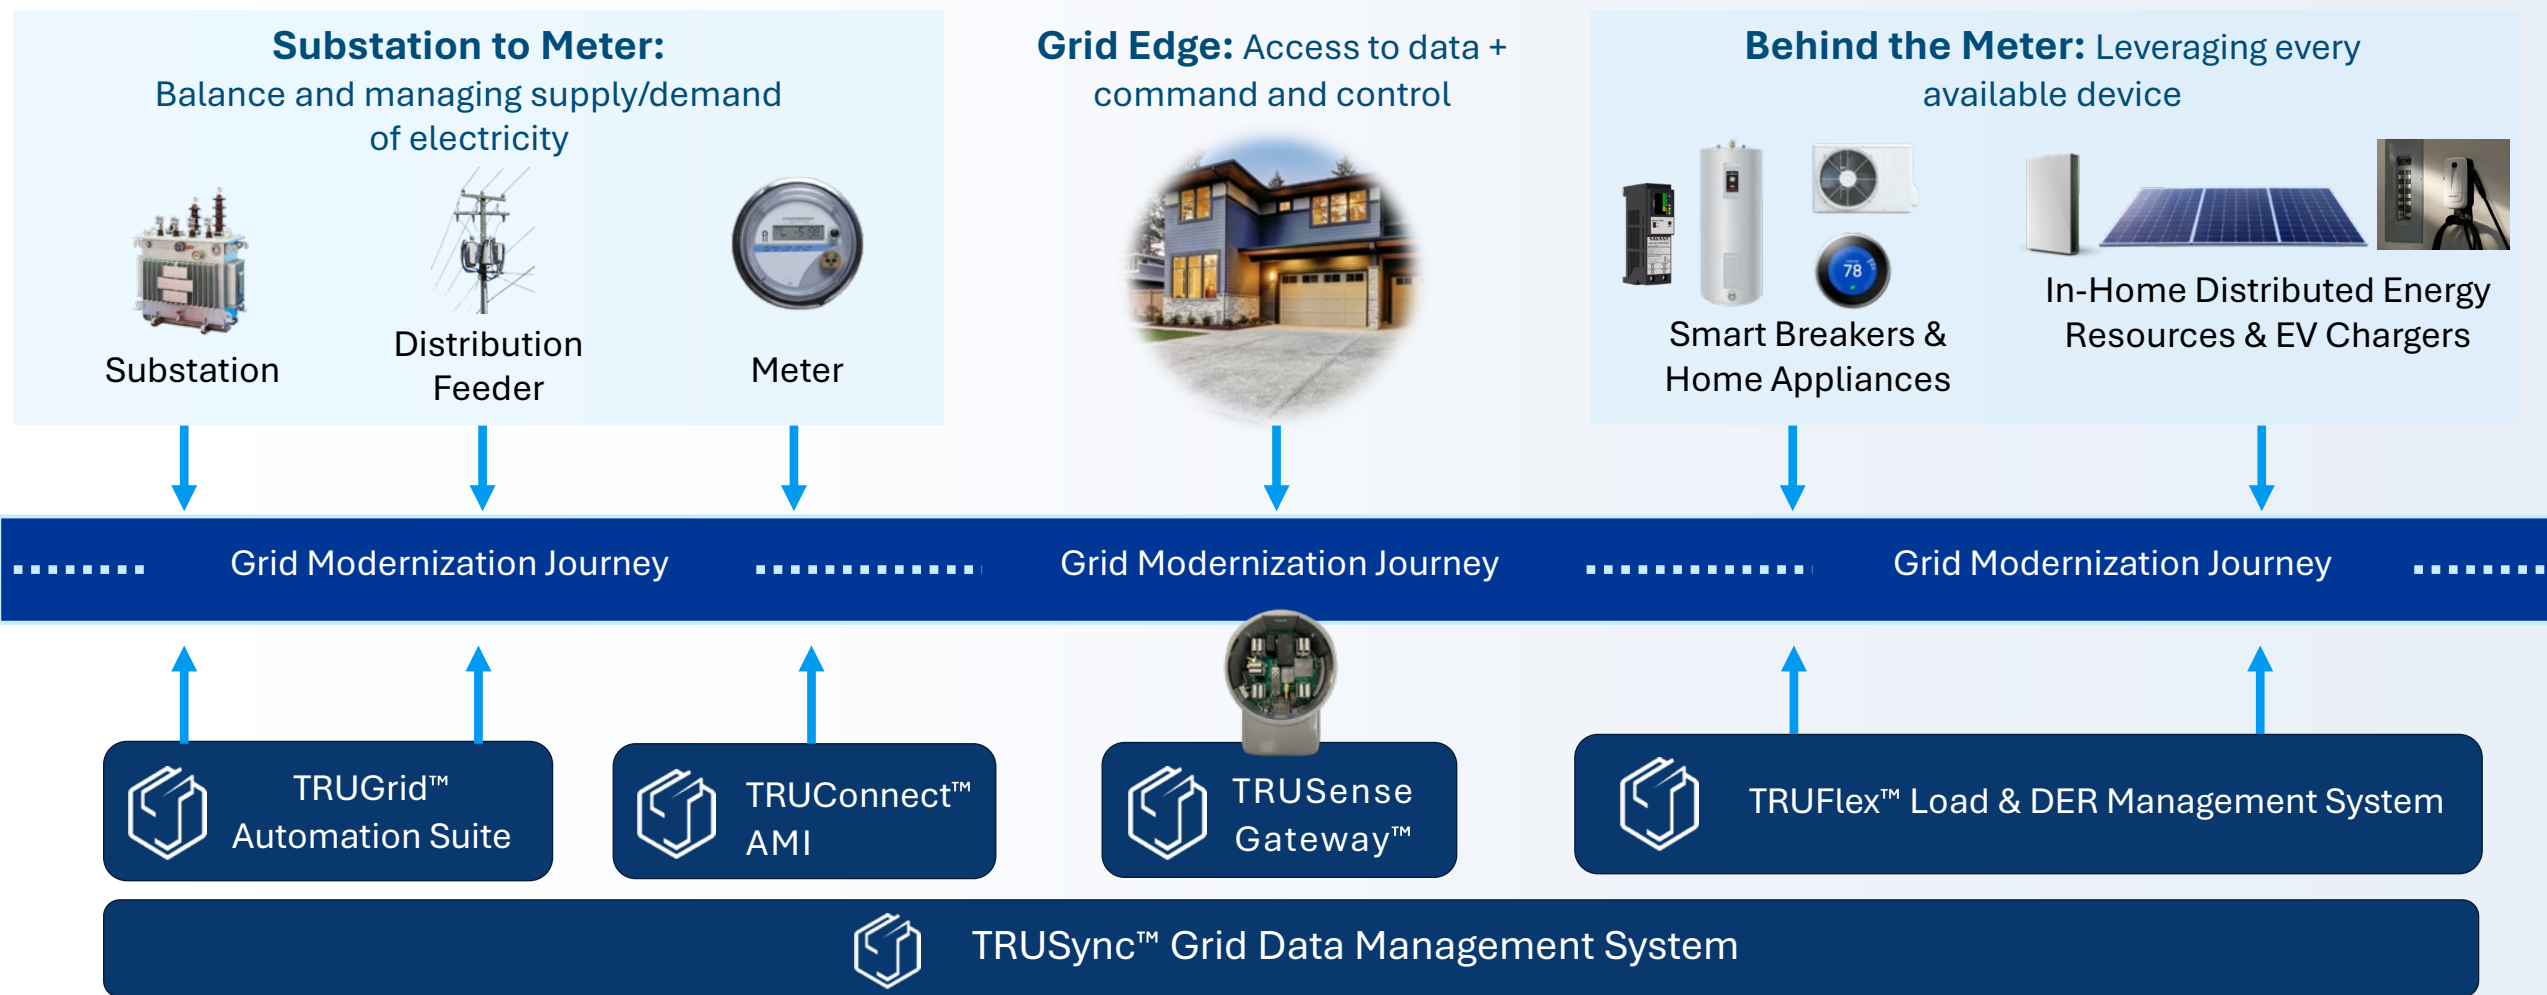 Substation to Meter:
Balance and managing supply/demand
of electricity
Substation
Distribution
Feeder
Meter
Grid Edge: Access to data +
command and control
Behind the Meter: Leveraging every
available device
78
Smart Breakers &
Home Appliances
In-Home Distributed Energy
Resources & EV Chargers
Grid Modernization Journey
Grid Modernization Journey
Grid Modernization Journey
TRUGrid™
Automation Suite
TRUConnect™
AMI
TRUSense
Gateway™
TRUFlex™ Load & DER Management System
TRUSync™ Grid Data Management System